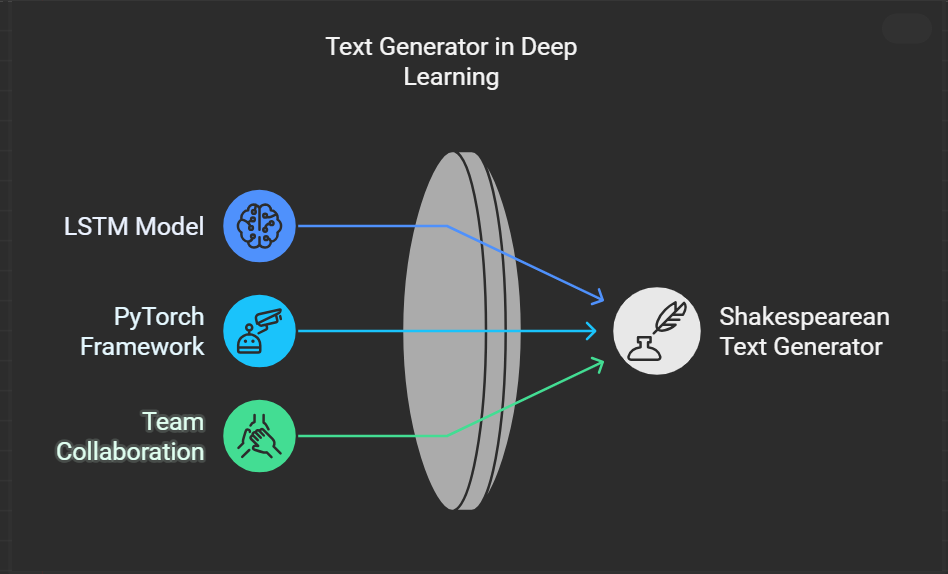 Text Generator in Deep
Learning
LSTM Model
PyTorch
Framework
Team
Collaboration
Shakespearean
Text Generator